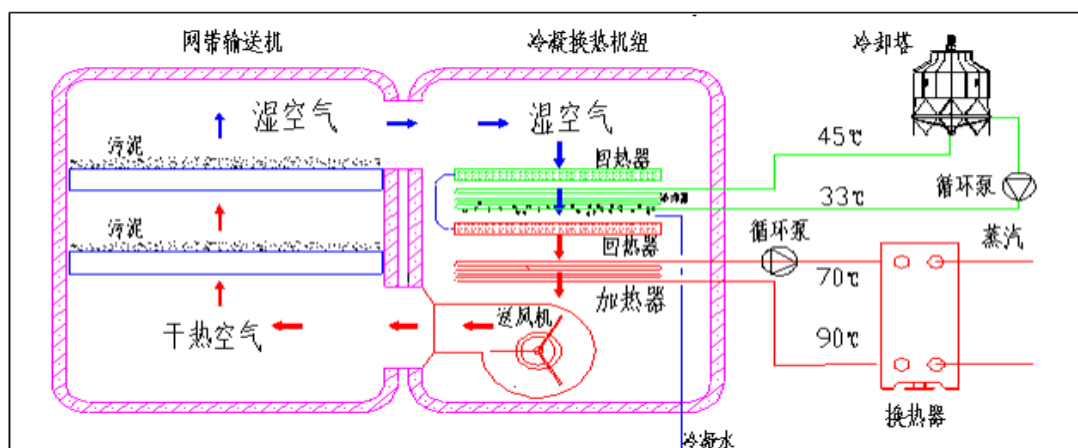 网带输送机
冷凝换热机组
冷却塔
湿空气
湿空气
污泥
回热器
45℃
冷却器
33℃
循环泵
污泥
回热器
循环泵
蒸汽
70℃
加热器
干热空气
送风机
90℃
换热器
冷凝水